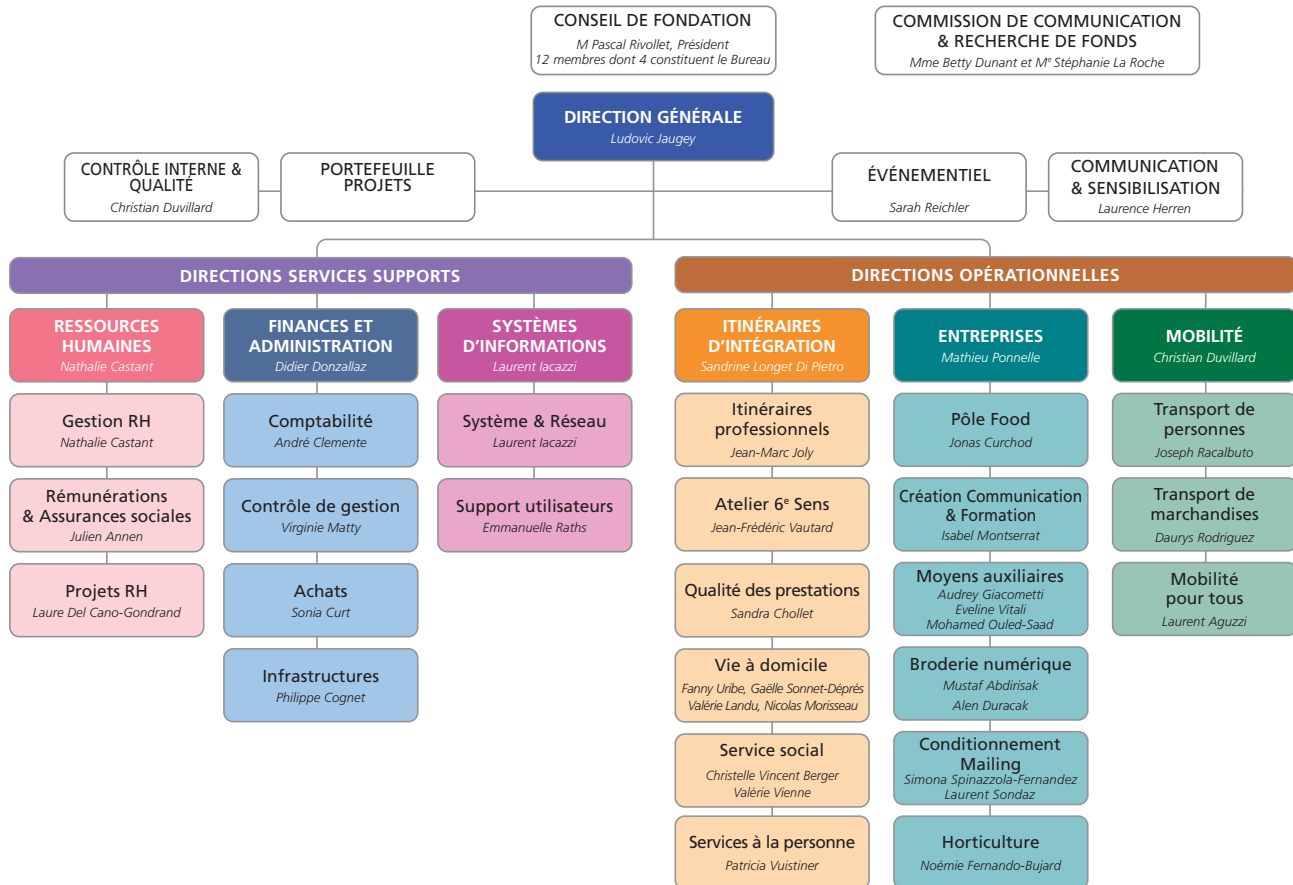 CONSEIL DE FONDATION
M Pascal Rivollet, Président
12 membres dont 4 constituent le Bureau
COMMISSION DE COMMUNICATION
& RECHERCHE DE FONDS
Mme Betty Dunant et Mᵉ Stéphanie La Roche
DIRECTION GÉNÉRALE
Ludovic Jaugey
CONTRÔLE INTERNE &
QUALITÉ
Christian Duvillard
PORTEFEUILLE
PROJETS
ÉVÉNEMENTIEL
Sarah Reichler
COMMUNICATION
& SENSIBILISATION
Laurence Herren
DIRECTIONS SERVICES SUPPORTS
RESSOURCES
HUMAINES
Nathalie Castant
Gestion RH
Nathalie Castant
Rémunérations
& Assurances sociales
Julien Annen
Projets RH
Laure Del Cano-Gondrand
FINANCES ET
ADMINISTRATION
Didier Donzallaz
Comptabilité
André Clemente
Contrôle de gestion
Virginie Matty
Achats
Sonia Curt
Infrastructures
Philippe Cognet
SYSTÈMES
D'INFORMATIONS
Laurent Iacazzi
Système & Réseau
Laurent Iacazzi
Support utilisateurs
Emmanuelle Raths
DIRECTIONS OPÉRATIONNELLES
ITINÉRAIRES
D'INTÉGRATION
Sandrine Longet Di Pietro
Itinéraires
professionnels
Jean-Marc Joly
Atelier 6ᵉ Sens
Jean-Frédéric Vautard
Qualité des prestations
Sandra Chollet
Vie à domicile
Fanny Uribe, Gaëlle Sonnet-Déprés
Valérie Landu, Nicolas Morisseau
Service social
Christelle Vincent Berger
Valérie Vienne
Services à la personne
Patricia Vuistiner
ENTREPRISES
Mathieu Ponnelle
Pôle Food
Jonas Curchod
Création Communication
& Formation
Isabel Montserrat
Moyens auxiliaires
Audrey Giacometti
Eveline Vitali
Mohamed Ouled-Saad
Broderie numérique
Mustaf Abdirisak
Alen Duracak
Conditionnement
Mailing
Simona Spinazzola-Fernandez
Laurent Sondaz
Horticulture
Noémie Fernando-Bujard
MOBILITÉ
Christian Duvillard
Transport de
personnes
Joseph Racalbuto
Transport de
marchandises
Daurys Rodriguez
Mobilité
pour tous
Laurent Aguzzi